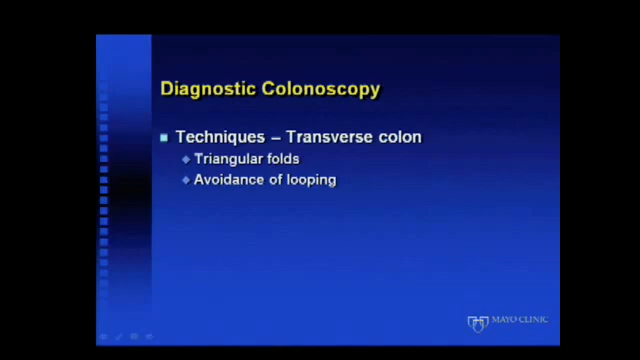 Diagnostic Colonoscopy
Techniques – Transverse colon
Triangular folds
Avoidance of looping
MAYO CLINIC